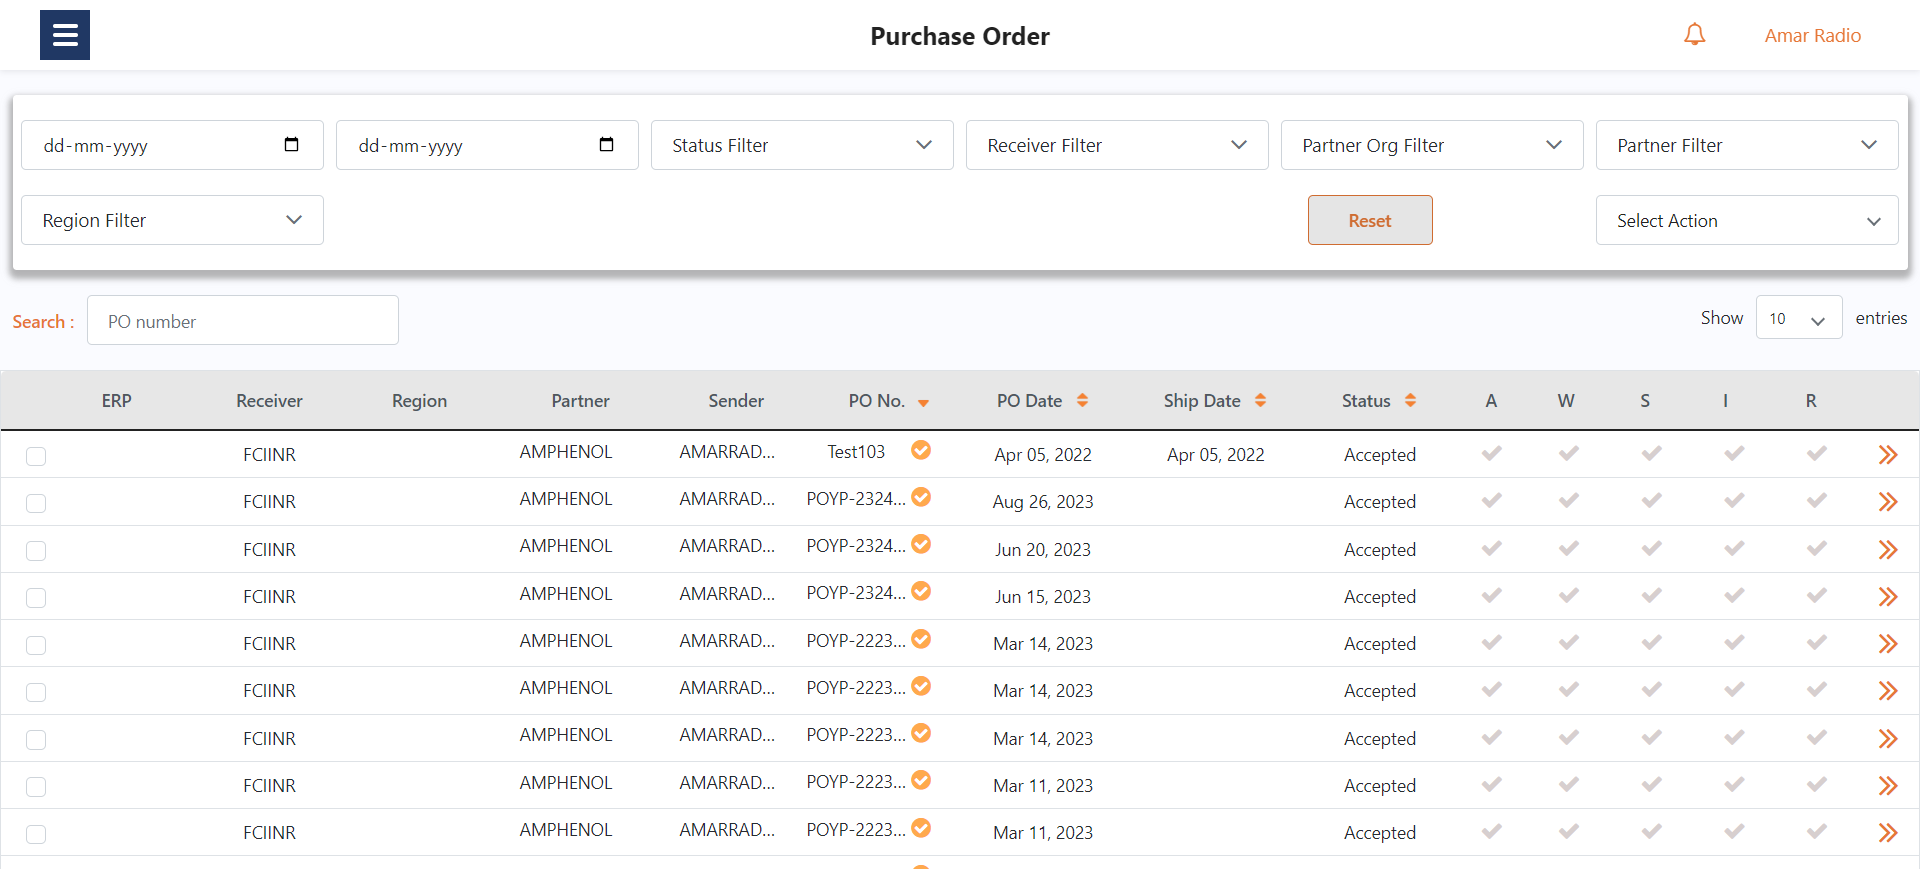 Purchase Order
Amar Radio
dd-mm-yyyy dd-mm-yyyy Status Filter Receiver Filter Partner Org Filter Partner Filter
Region Filter Reset Select Action
Search : PO number Show 10 entries
ERP Receiver Region Partner Sender PO No. PO Date Ship Date Status A W S I R
FCIINR AMPHENOL AMARRAD... Test103 Apr 05, 2022 Apr 05, 2022 Accepted
FCIINR AMPHENOL AMARRAD... POYP-2324... Aug 26, 2023 Accepted
FCIINR AMPHENOL AMARRAD... POYP-2324... Jun 20, 2023 Accepted
FCIINR AMPHENOL AMARRAD... POYP-2324... Jun 15, 2023 Accepted
FCIINR AMPHENOL AMARRAD... POYP-2223... Mar 14, 2023 Accepted
FCIINR AMPHENOL AMARRAD... POYP-2223... Mar 14, 2023 Accepted
FCIINR AMPHENOL AMARRAD... POYP-2223... Mar 14, 2023 Accepted
FCIINR AMPHENOL AMARRAD... POYP-2223... Mar 11, 2023 Accepted
FCIINR AMPHENOL AMARRAD... POYP-2223... Mar 11, 2023 Accepted